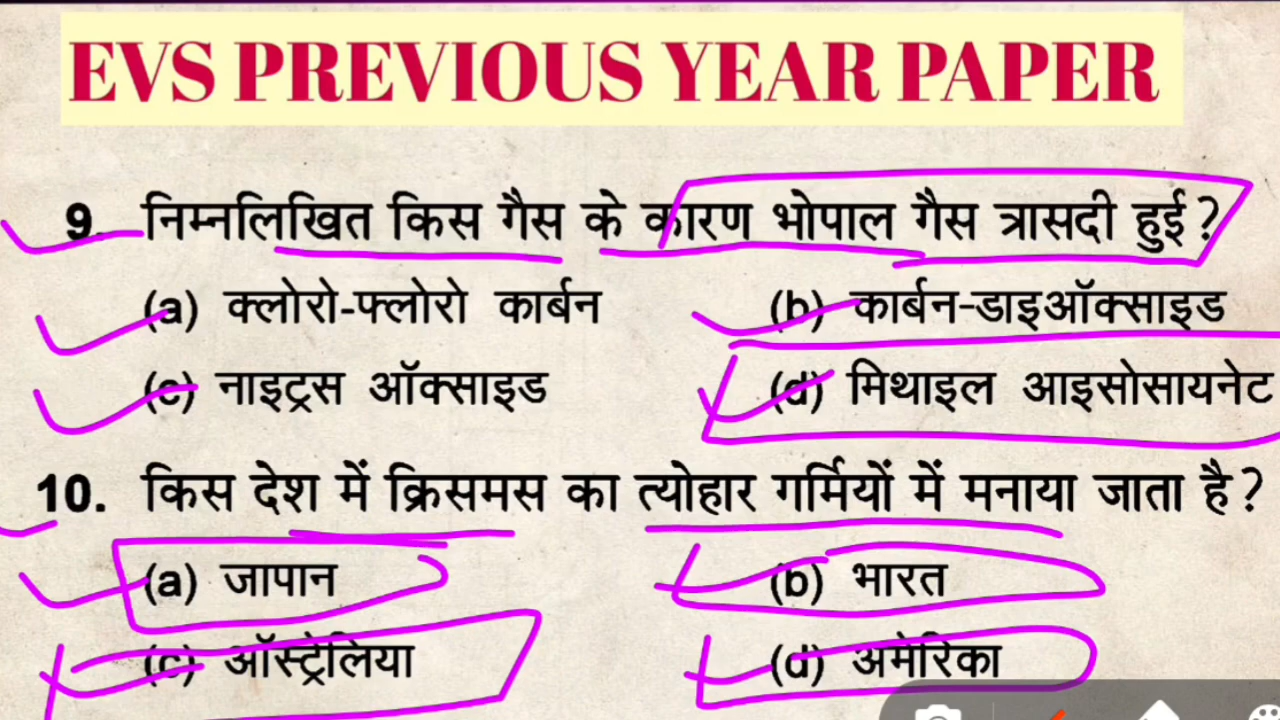 EVS PREVIOUS YEAR PAPER
9. निम्नलिखित किस गैस के कारण भोपाल गैस त्रासदी हुई?
(a) क्लोरो-फ्लोरो कार्बन (b) कार्बन-डाइऑक्साइड
(c) नाइट्रस ऑक्साइड (d) मिथाइल आइसोसायनेट
10. किस देश में क्रिसमस का त्योहार गर्मियों में मनाया जाता है?
(a) जापान (b) भारत
(c) ऑस्ट्रेलिया (d) अमेरिका